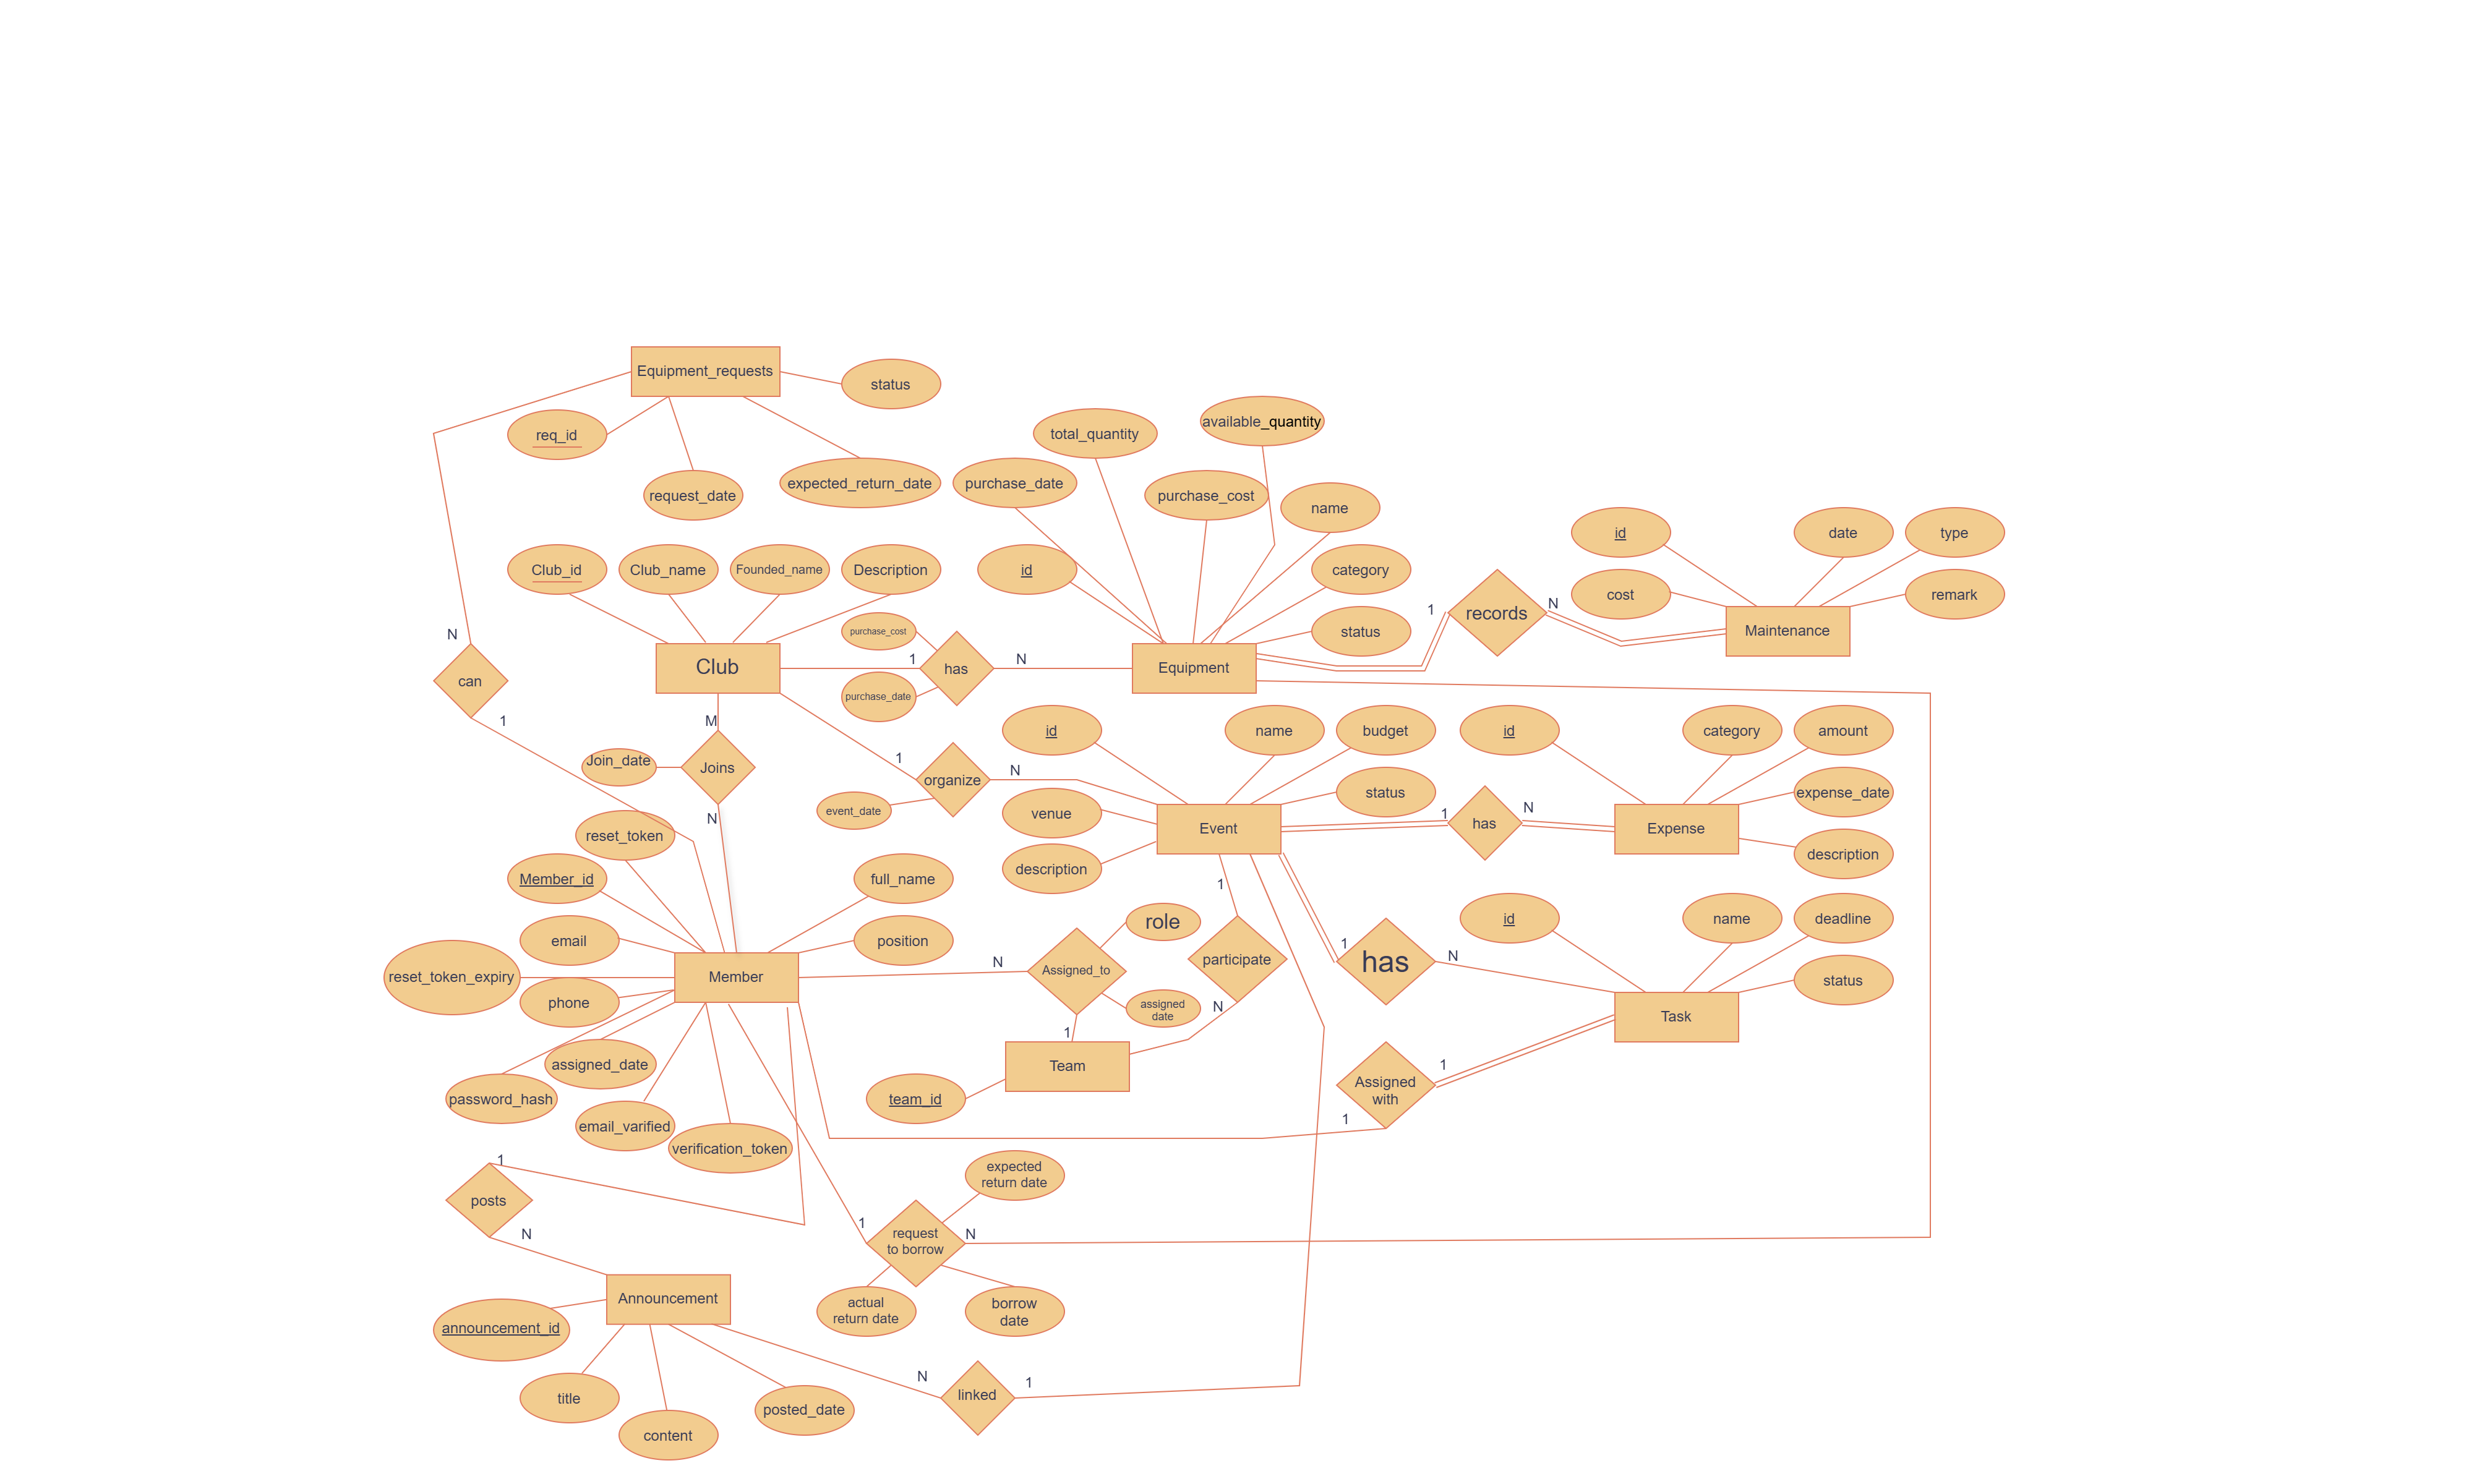 Equipment_requests
status
req_id
request_date
expected_return_date
purchase_date
total_quantity
available_quantity
purchase_cost
name
id
category
status
id
date
type
cost
remark
Maintenance
1
records
N
Club_id
Club_name
Founded_name
Description
purchase_cost
purchase_date
Club
1
has
N
Equipment
N
can
1
M
Joins
N
Join_date
1
organize
N
event_date
id
name
budget
venue
status
description
Event
1
has
N
id
category
amount
expense_date
description
Expense
reset_token
Member_id
email
reset_token_expiry
phone
assigned_date
password_hash
email_varified
verification_token
full_name
position
Member
N
Assigned_to
1
role
assigned
date
1
participate
N
Team
team_id
1
has
N
id
name
deadline
status
Task
1
Assigned
with
1
1
posts
N
Announcement
announcement_id
title
content
posted_date
1
request
to borrow
N
expected
return date
actual
return date
borrow
date
N
linked
1